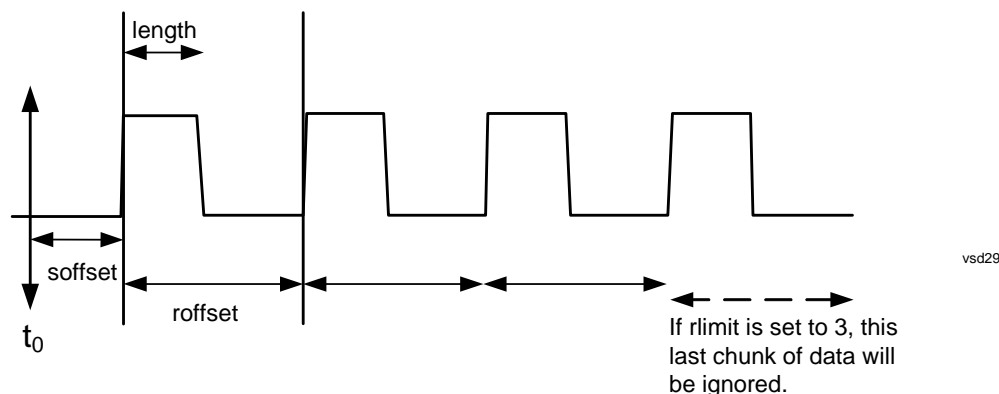 length
soffset
roffset
t0
vsd29
If rlimit is set to 3, this
last chunk of data will
be ignored.